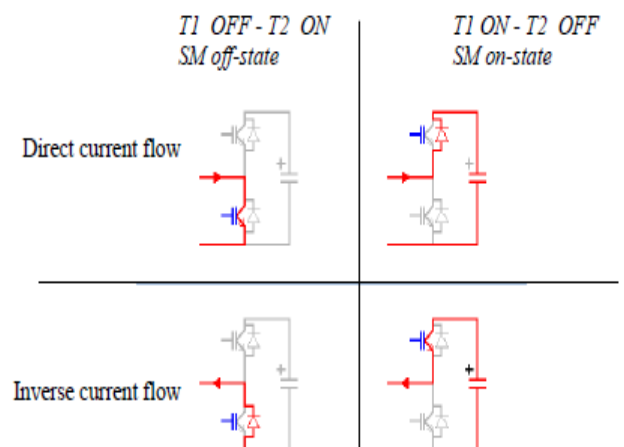 T1 OFF - T2 ON
SM off-state
T1 ON - T2 OFF
SM on-state
Direct current flow
+
+
Inverse current flow
+
+